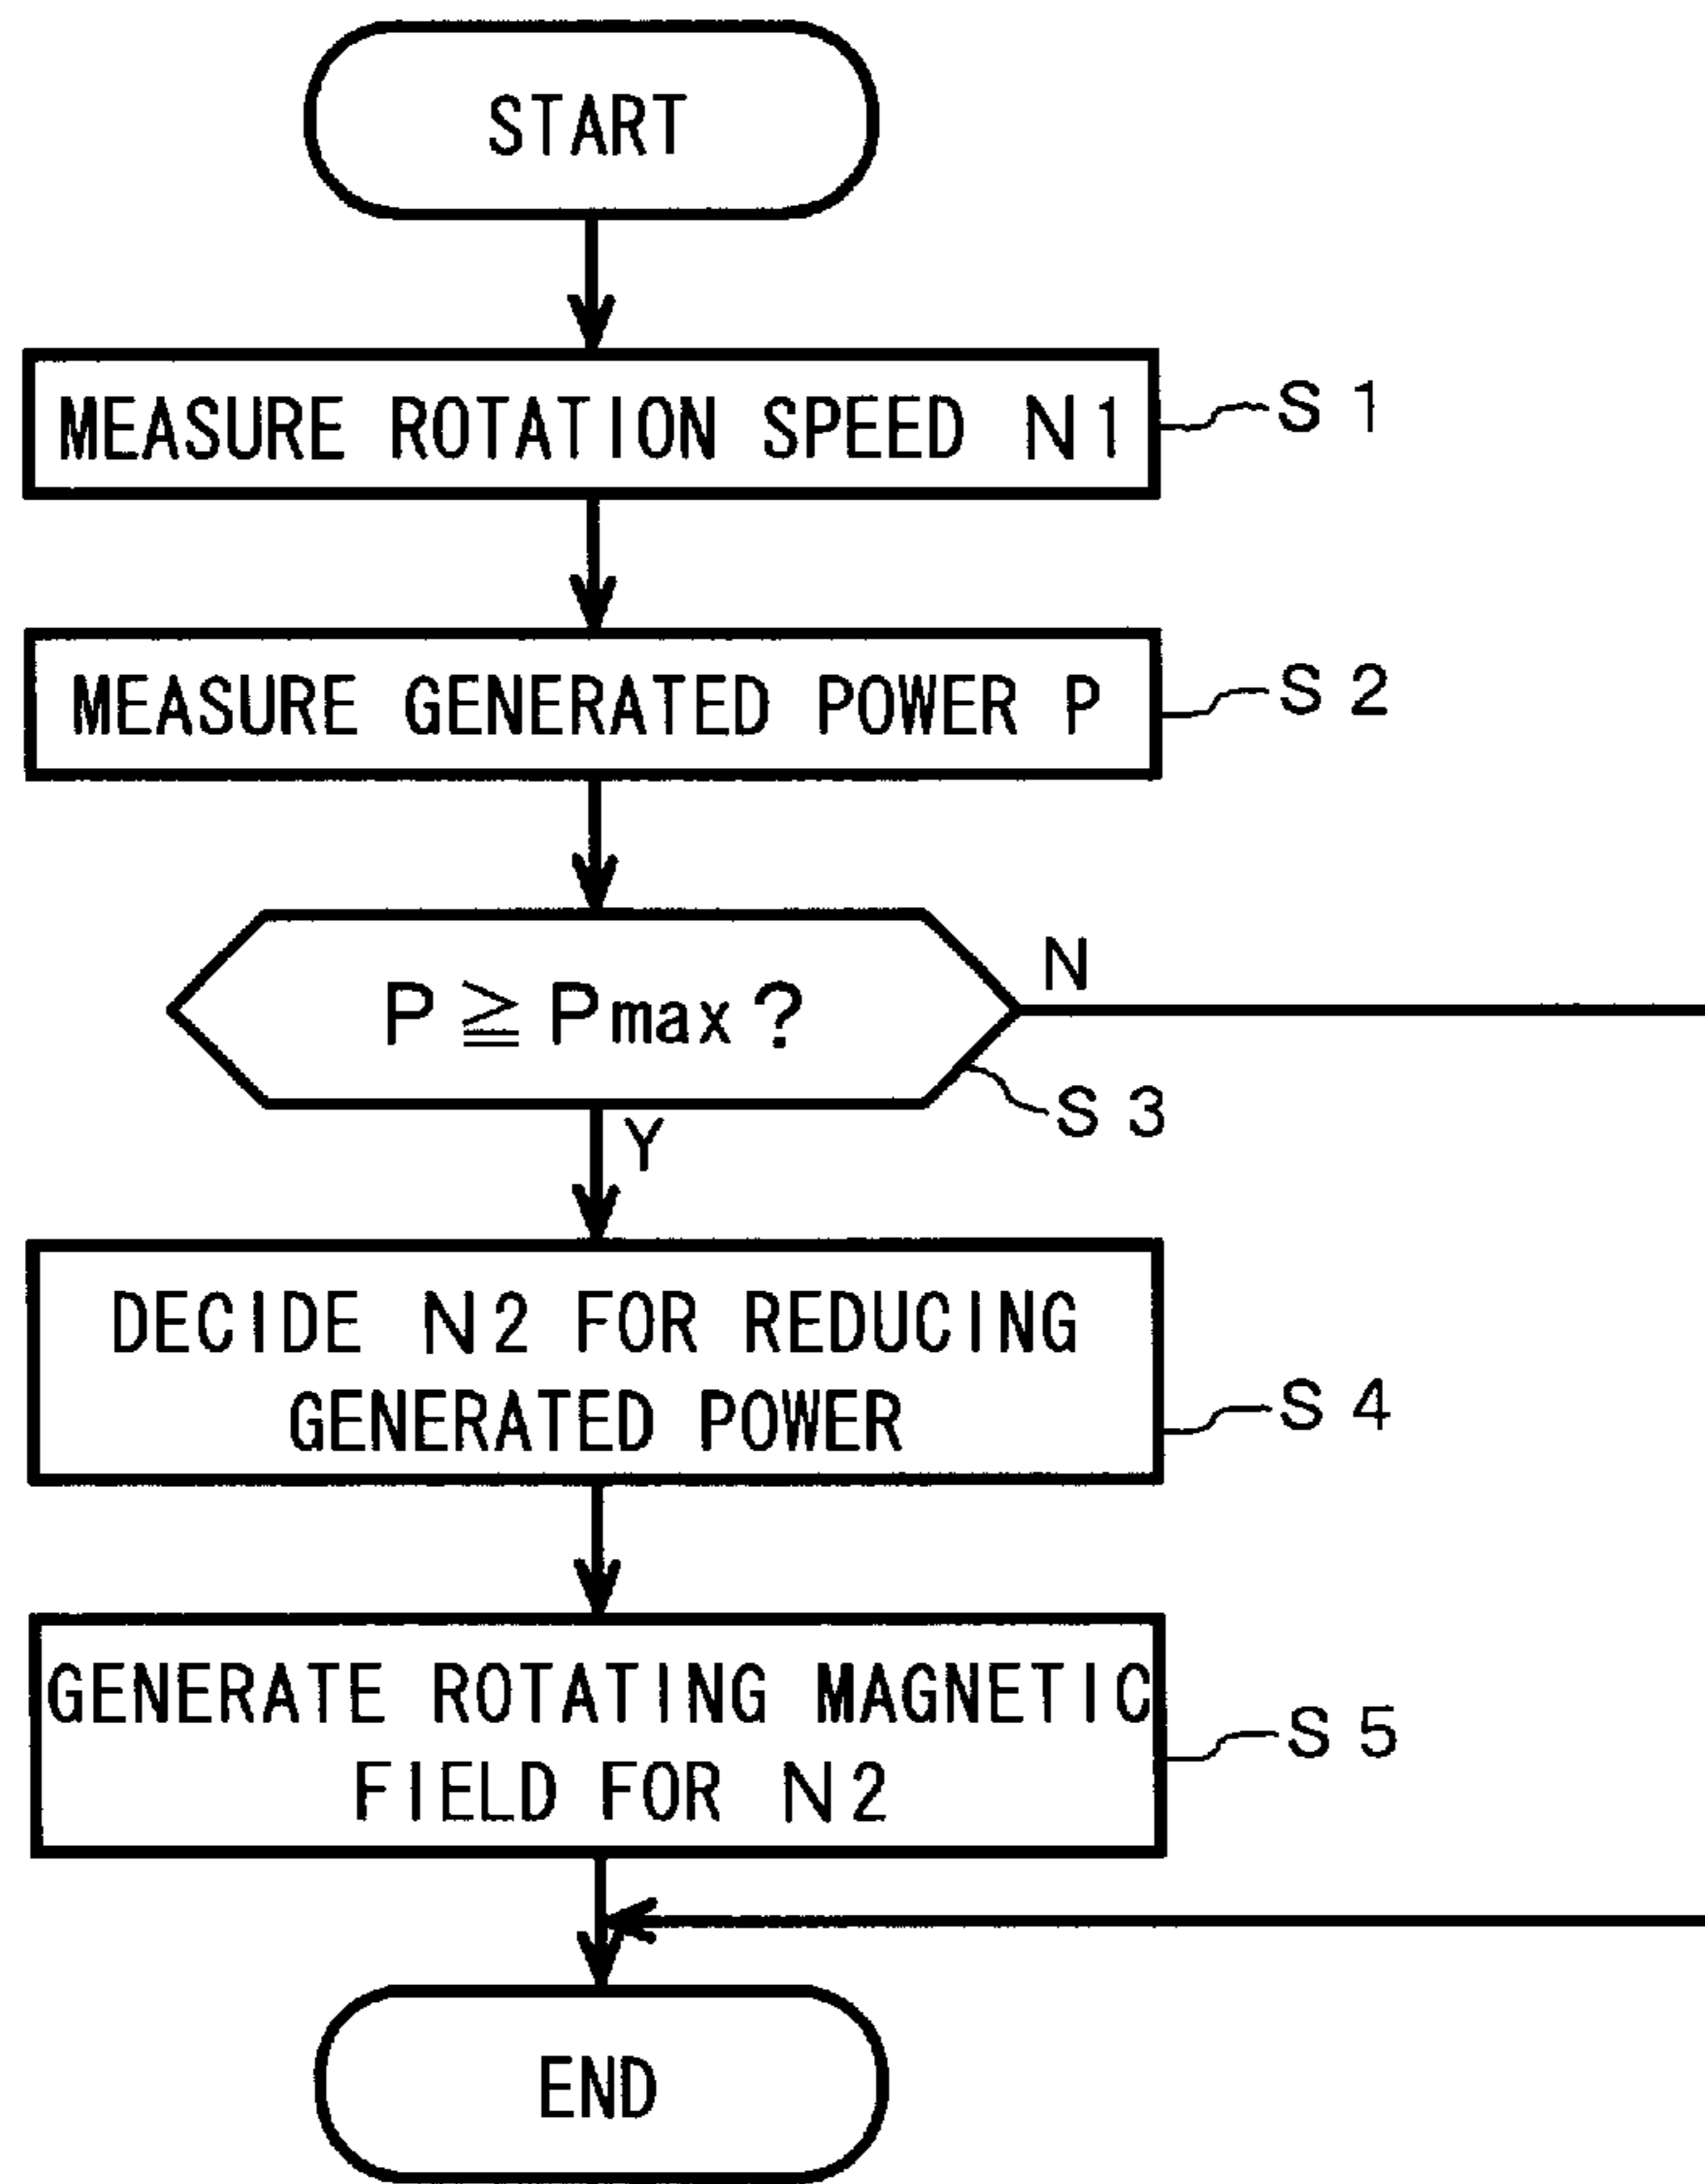 START
MEASURE ROTATION SPEED N1
S1
MEASURE GENERATED POWER P
S2
P≧Pmax?
N
S3
Y
DECIDE N2 FOR REDUCING
GENERATED POWER
S4
GENERATE ROTATING MAGNETIC
FIELD FOR N2
S5
END